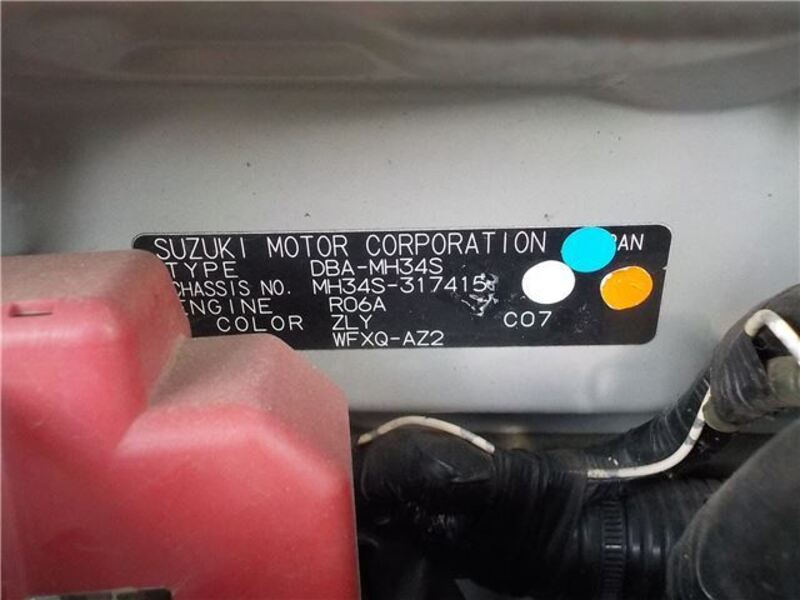 SUZUKI MOTOR CORPORATION
TYPE DBA-MH34S
CHASSIS NO. MH34S-317415
ENGINE R06A
COLOR ZLY C07
WFXQ-AZ2